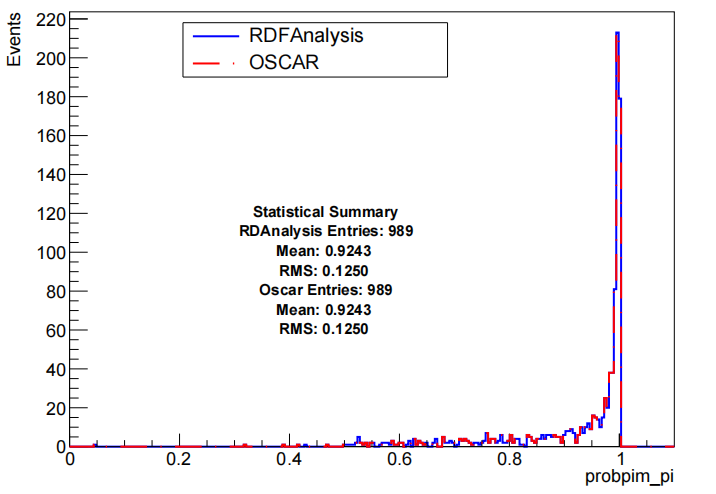 Events
220
200
180
160
140
120
100
80
60
40
20
0
RDFAnalysis
OSCAR
Statistical Summary
RDAnalysis Entries: 989
Mean: 0.9243
RMS: 0.1250
Oscar Entries: 989
Mean: 0.9243
RMS: 0.1250
0 0.2 0.4 0.6 0.8 1
probpim_pi